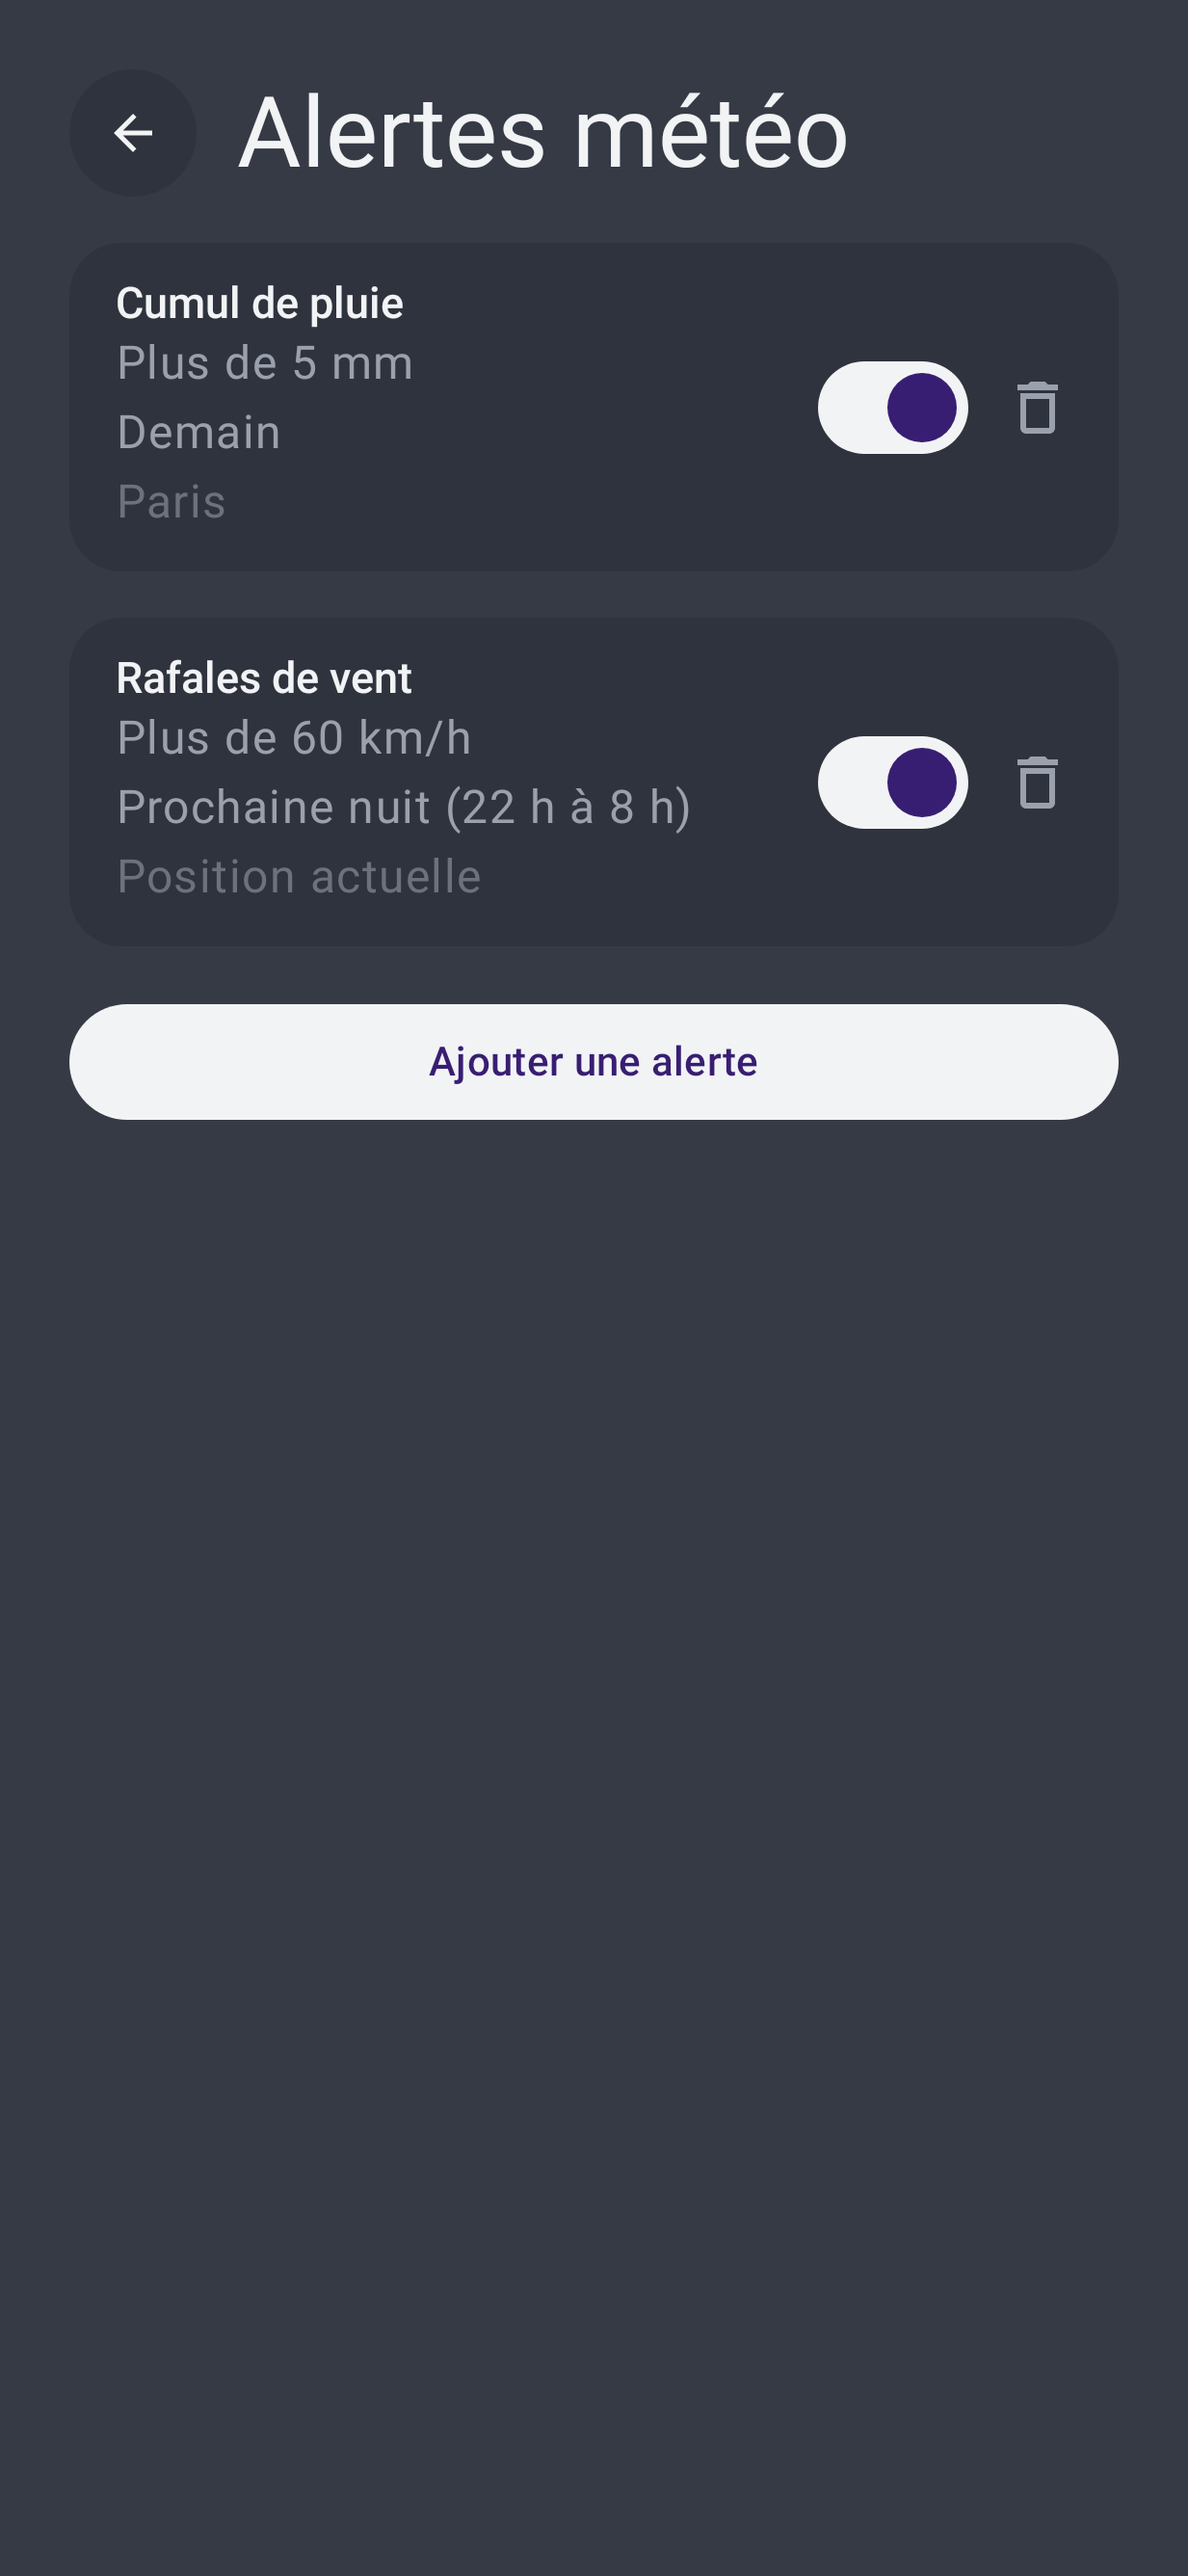 Alertes météo
Cumul de pluie
Plus de 5 mm
Demain
Paris
Rafales de vent
Plus de 60 km/h
Prochaine nuit (22 h à 8 h)
Position actuelle
Ajouter une alerte